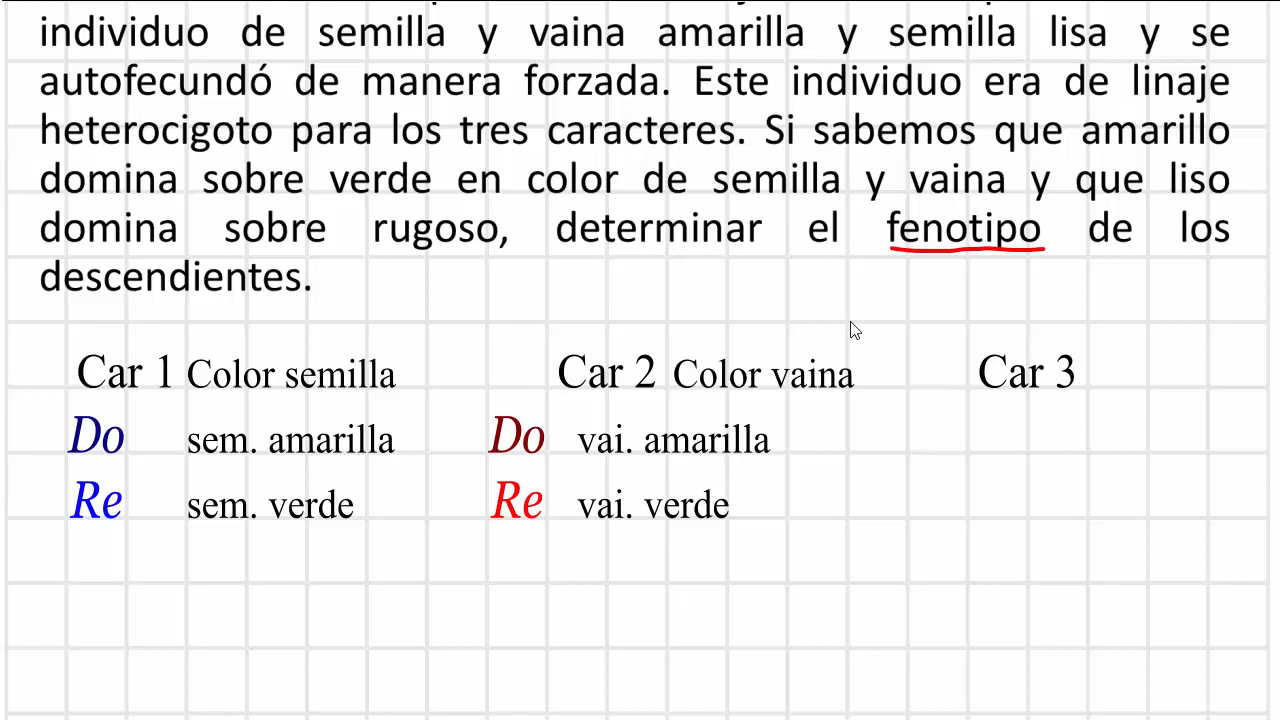 individuo de semilla y vaina amarilla y semilla lisa y se
autofecundó de manera forzada. Este individuo era de linaje
heterocigoto para los tres caracteres. Si sabemos que amarillo
domina sobre verde en color de semilla y vaina y que liso
domina sobre rugoso, determinar el fenotipo de los
descendientes.
Car 1 Color semilla Car 2 Color vaina Car 3
Do sem. amarilla Do vai. amarilla
Re sem. verde Re vai. verde